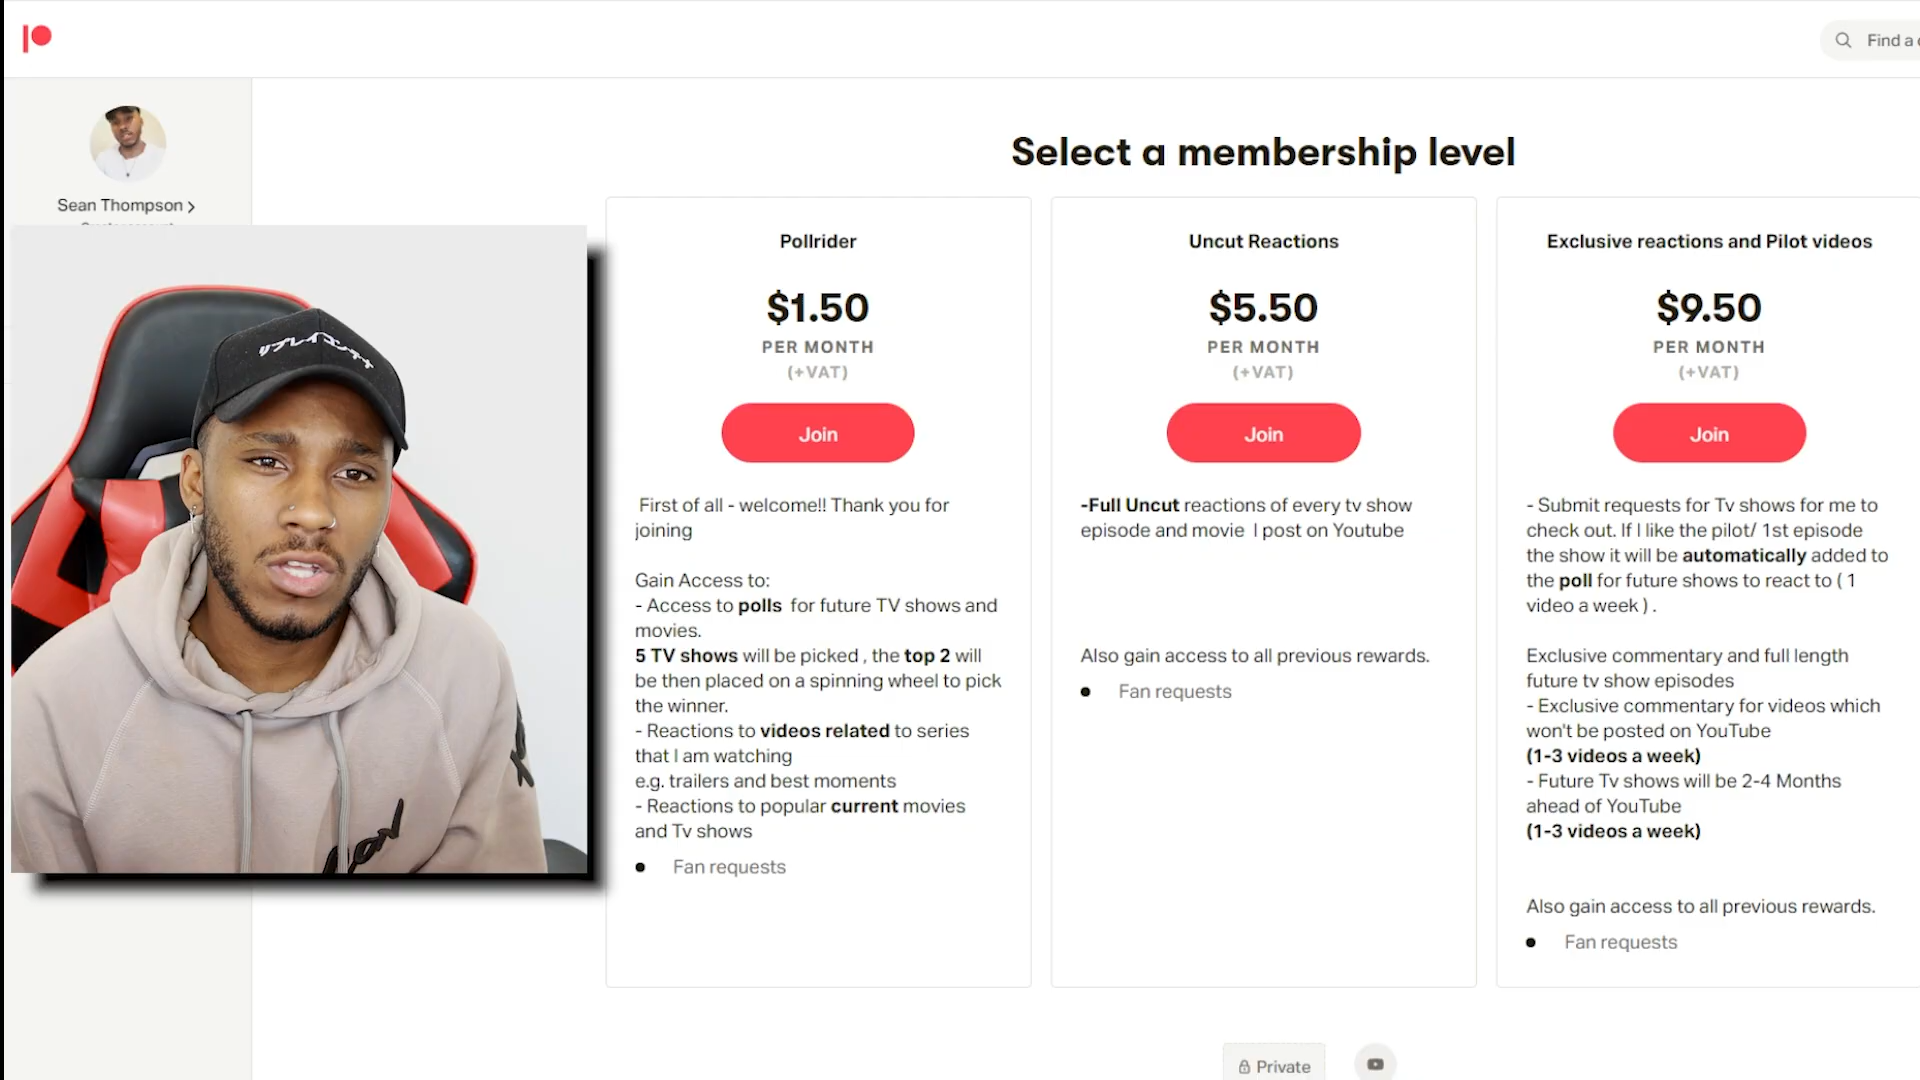 Find a
Sean Thompson
Select a membership level
Pollrider
$1.50
PER MONTH
(+VAT)
Join
First of all - welcome!! Thank you for
joining
Gain Access to:
- Access to polls for future TV shows and
movies.
5 TV shows will be picked , the top 2 will
be then placed on a spinning wheel to pick
the winner.
- Reactions to videos related to series
that I am watching
e.g. trailers and best moments
- Reactions to popular current movies
and Tv shows
● Fan requests
Uncut Reactions
$5.50
PER MONTH
(+VAT)
Join
-Full Uncut reactions of every tv show
episode and movie I post on Youtube
Also gain access to all previous rewards.
● Fan requests
Exclusive reactions and Pilot videos
$9.50
PER MONTH
(+VAT)
Join
- Submit requests for Tv shows for me to
check out. If I like the pilot/ 1st episode
the show it will be automatically added to
the poll for future shows to react to ( 1
video a week ) .
Exclusive commentary and full length
future tv show episodes
- Exclusive commentary for videos which
won't be posted on YouTube
(1-3 videos a week)
- Future Tv shows will be 2-4 Months
ahead of YouTube
(1-3 videos a week)
Also gain access to all previous rewards.
● Fan requests
Private